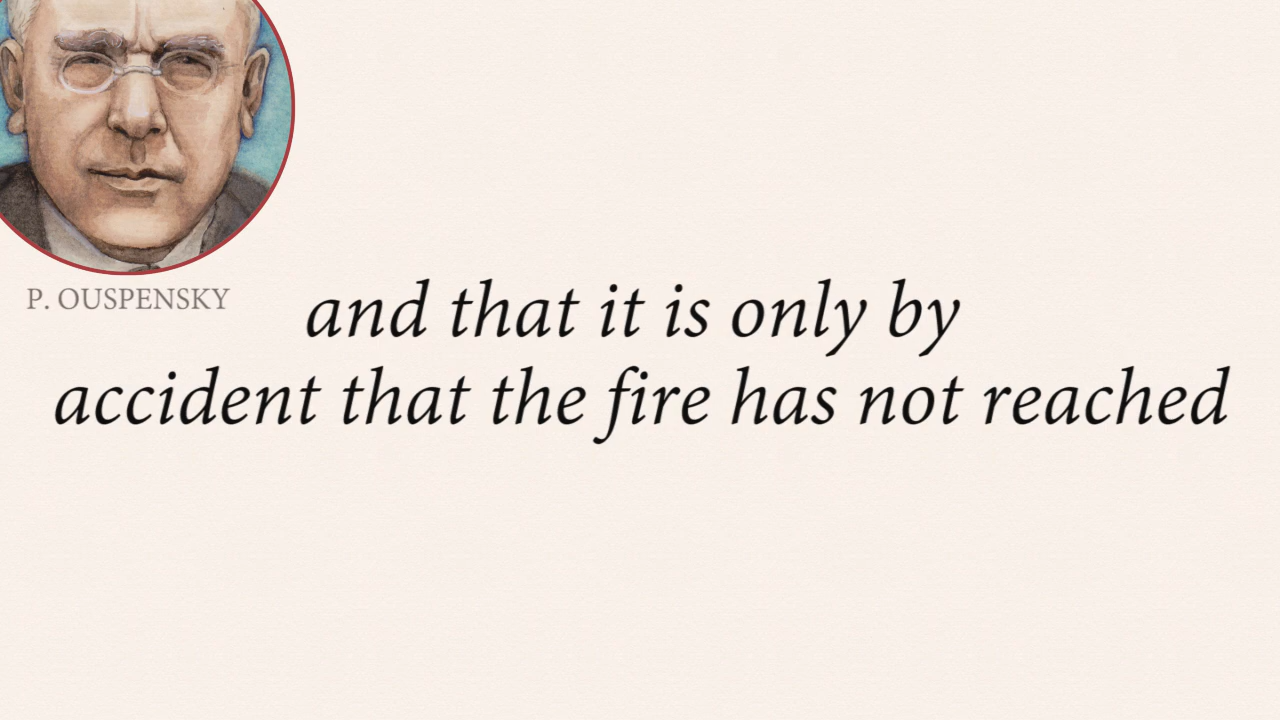 P. OUSPENSKY
and that it is only by
accident that the fire has not reached